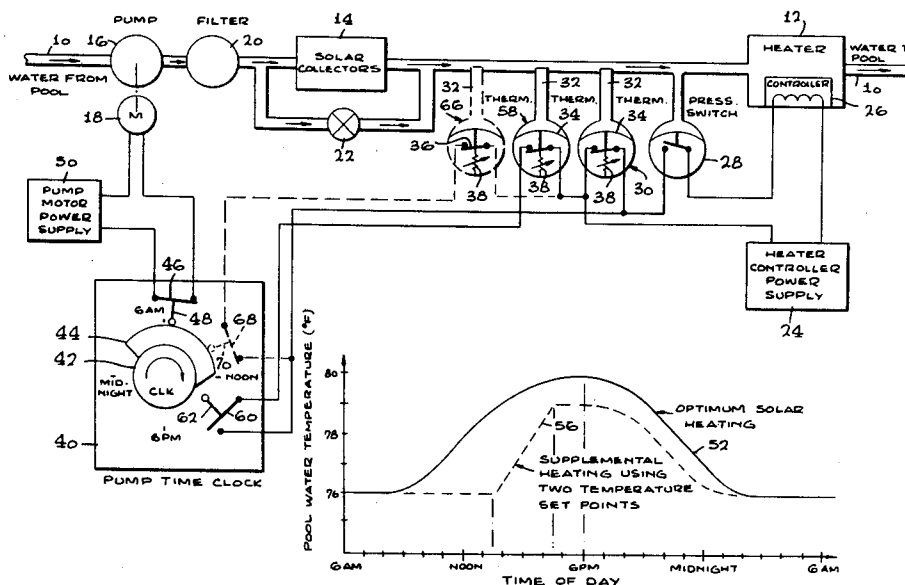 10
PUMP
16
FILTER
20
14
SOLAR
COLLECTORS
12
HEATER
CONTROLLER
26
WATER T
POOL
10
WATER FROM
POOL
18
M
22
32
66
THERM.
58
32
34
THERM.
32
34
THERM.
PRESS.
SWITCH
28
36
38
38
38
30
50
PUMP
MOTOR
POWER
SUPPLY
HEATER
CONTROLLER
POWER
SUPPLY
24
46
6AM
48
68
44
42
70
NOON
MID-
NIGHT
CLK
62
60
6PM
40
PUMP TIME CLOCK
POOL WATER TEMPERATURE (°F)
80
78
76
56
OPTIMUM SOLAR
HEATING
52
SUPPLEMENTAL
HEATING USING
TWO TEMPERATURE
SET POINTS
6AM
NOON
6PM
MIDNIGHT
6AM
TIME OF DAY